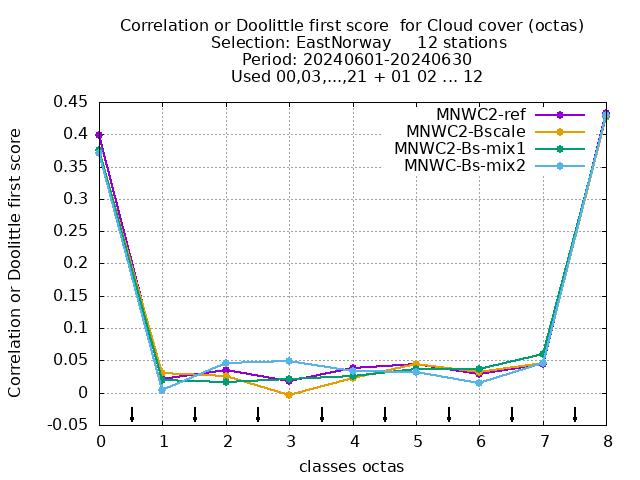 Correlation or Doolittle first score  for Cloud cover (octas)
Selection: EastNorway     12 stations
Period: 20240601-20240630
Used 00,03,...,21 + 01 02 ... 12
Correlation or Doolittle first score
0.45
0.4
0.35
0.3
0.25
0.2
0.15
0.1
0.05
0
-0.05
MNWC2-ref
MNWC2-Bscale
MNWC2-Bs-mix1
MNWC-Bs-mix2
0 1 2 3 4 5 6 7 8
classes octas